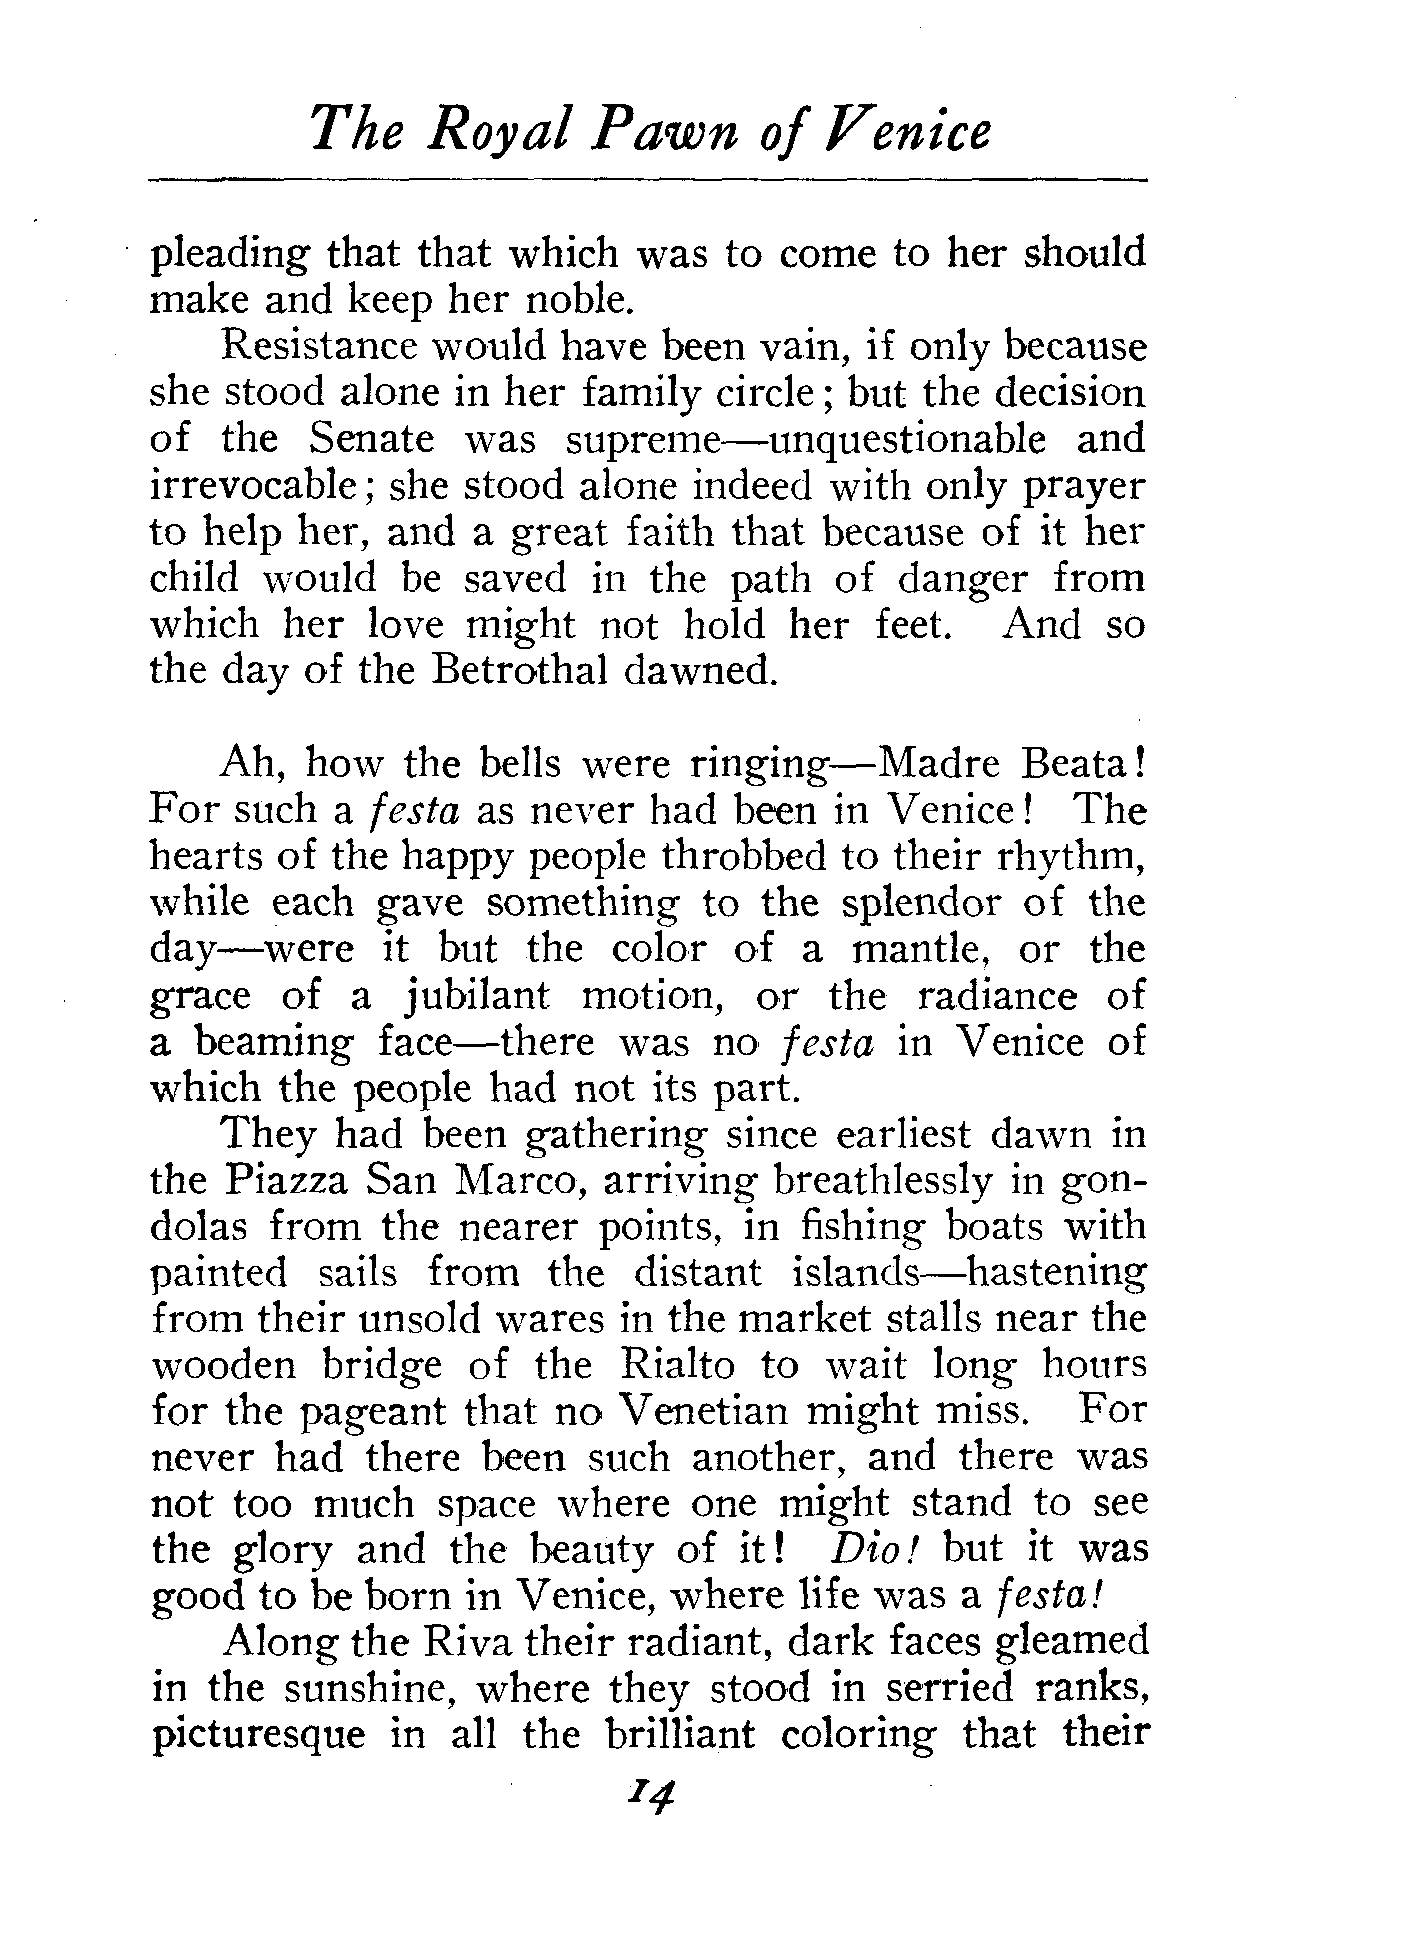 The Royal Pawn of Venice
pleading that that which was to come to her should
make and keep her noble.
Resistance would have been vain, if only because
she stood alone in her family circle; but the decision
of the Senate was supreme—unquestionable and
irrevocable; she stood alone indeed with only prayer
to help her, and a great faith that because of it her
child would be saved in the path of danger from
which her love might not hold her feet. And so
the day of the Betrothal dawned.
Ah, how the bells were ringing—Madre Beata!
For such a festa as never had been in Venice! The
hearts of the happy people throbbed to their rhythm,
while each gave something to the splendor of the
day—were it but the color of a mantle, or the
grace of a jubilant motion, or the radiance of
a beaming face—there was no festa in Venice of
which the people had not its part.
They had been gathering since earliest dawn in
the Piazza San Marco, arriving breathlessly in gon-
dolas from the nearer points, in fishing boats with
painted sails from the distant islands—hastening
from their unsold wares in the market stalls near the
wooden bridge of the Rialto to wait long hours
for the pageant that no Venetian might miss. For
never had there been such another, and there was
not too much space where one might stand to see
the glory and the beauty of it! Dio! but it was
good to be born in Venice, where life was a festa!
Along the Riva their radiant, dark faces gleamed
in the sunshine, where they stood in serried ranks,
picturesque in all the brilliant coloring that their
14